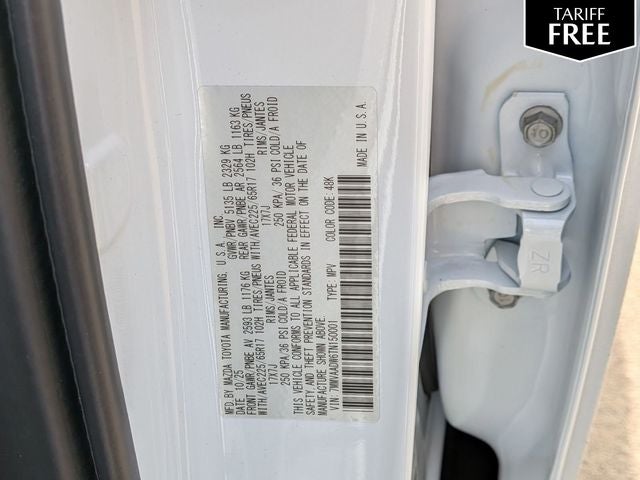 TARIFF
FREE
MFD. BY MAZDA TOYOTA MANUFACTURING, U.S.A., INC.
DATE: 10/25 GVWR/PNBV 5135 LB 2329 KG
FRONT GAWR/PNBE AV 2593 LB 1176 KG REAR GAWR/PNBE AR 2564 LB 1163 KG
WITH/AVEC225/65R17 102H TIRES/PNEUS WITH/AVEC225/65R17 102H TIRES/PNEUS
17X7J RIMS/JANTES 17X7J RIMS/JANTES
250 KPA/36 PSI COLD/A FROID 250 KPA/36 PSI COLD/A FROID
THIS VEHICLE CONFORMS TO ALL APPLICABLE FEDERAL MOTOR VEHICLE
SAFETY AND THEFT PREVENTION STANDARDS IN EFFECT ON THE DATE OF
MANUFACTURE SHOWN ABOVE.
VIN: TYPE: MPV COLOR CODE: 48K
MADE IN U.S.A.
10
ZR